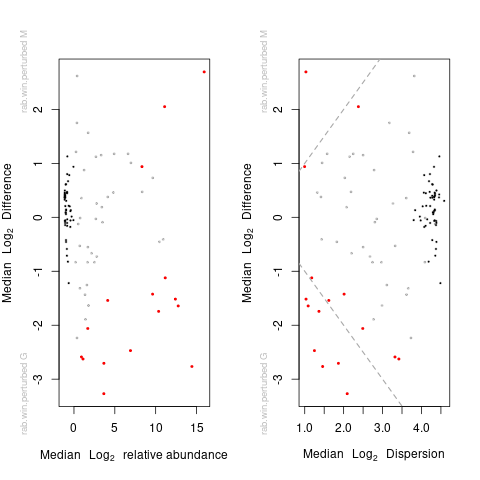 rab.win.perturbed M
rab.win.perturbed G
Median Log2 Difference
2
1
0
-1
-2
-3
0 5 10 15
Median Log2 relative abundance
rab.win.perturbed M
rab.win.perturbed G
Median Log2 Difference
2
1
0
-1
-2
-3
1.0 2.0 3.0 4.0
Median Log2 Dispersion